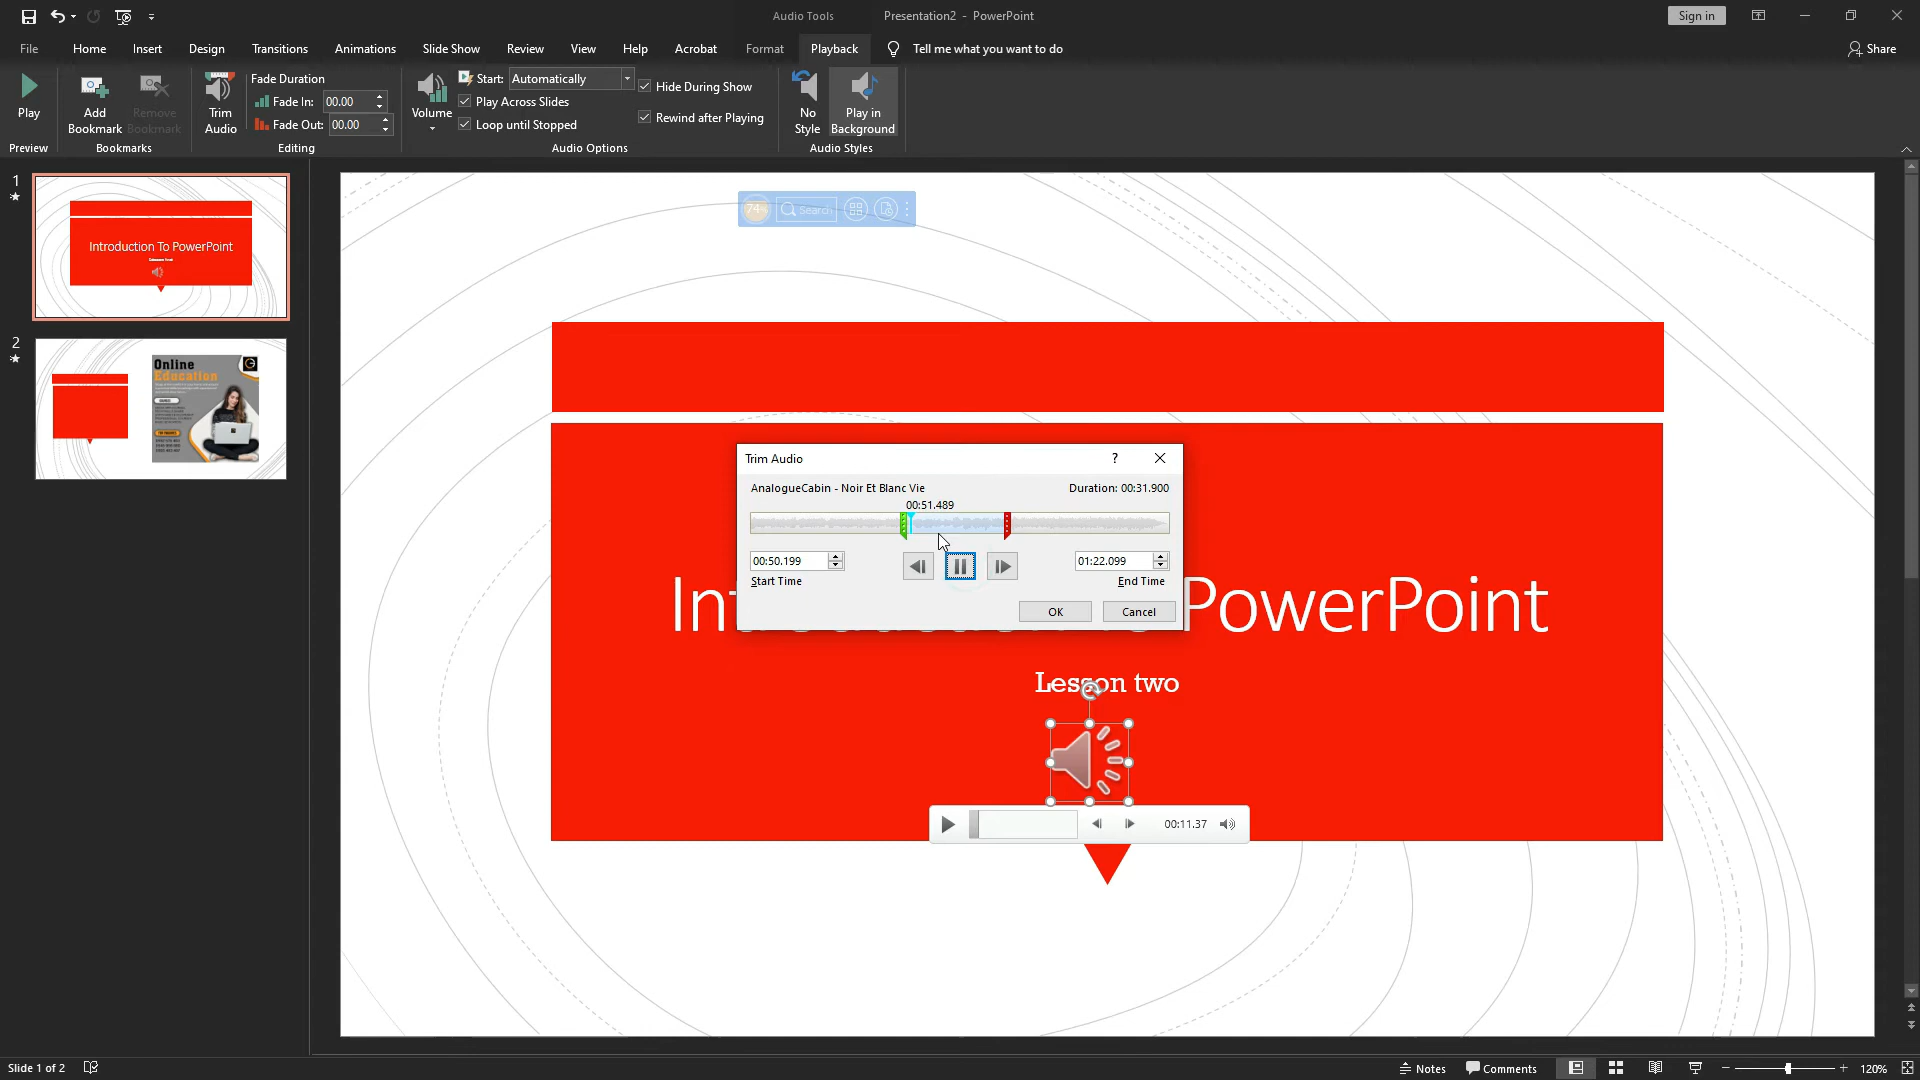 Audio Tools
Presentation2 - PowerPoint
Sign in
File
Home
Insert
Design
Transitions
Animations
Slide Show
Review
View
Help
Acrobat
Format
Playback
Tell me what you want to do
Share
Play
Preview
Add Bookmark
Remove Bookmark
Bookmarks
Trim Audio
Fade Duration
Fade In: 00.00
Fade Out: 00.00
Editing
Volume
Start: Automatically
Play Across Slides
Loop until Stopped
Hide During Show
Rewind after Playing
Audio Options
No Style
Play in Background
Audio Styles
1
Introduction To PowerPoint
2
Online
Education
74%
Search
Trim Audio
?
AnalogueCabin - Noir Et Blanc Vie
Duration: 00:31.900
00:51.489
00:50.199
01:22.099
Start Time
End Time
OK
Cancel
PowerPoint
Lesson two
00:11.37
Slide 1 of 2
Notes
Comments
120%